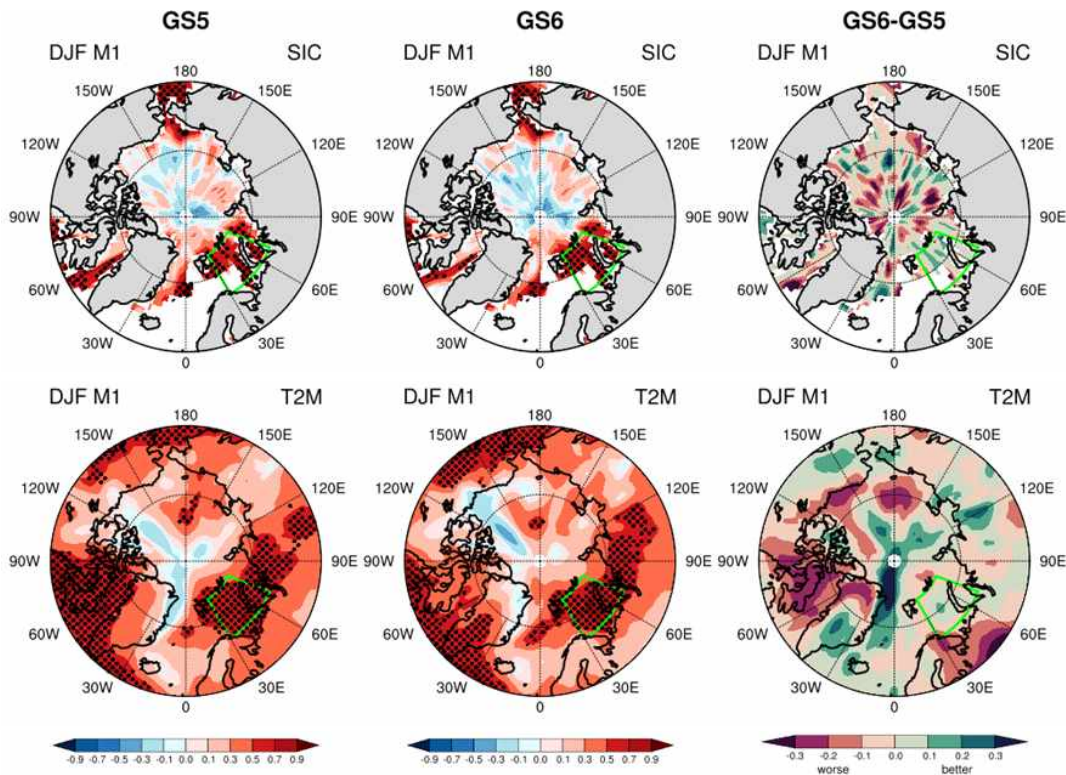 GS5 GS6 GS6-GS5
DJF M1 SIC DJF M1 SIC DJF M1 SIC
180 180 180
150W 150E 150W 150E 150W 150E
120W 120E 120W 120E 120W 120E
90W 90E 90W 90E 90W 90E
60W 60E 60W 60E 60W 60E
30W 30E 30W 30E 30W 30E
0 0 0
DJF M1 T2M DJF M1 T2M DJF M1 T2M
180 180 180
150W 150E 150W 150E 150W 150E
120W 120E 120W 120E 120W 120E
90W 90E 90W 90E 90W 90E
60W 60E 60W 60E 60W 60E
30W 30E 30W 30E 30W 30E
0 0 0
-0.9 -0.7 -0.5 -0.3 -0.1 0.0 0.1 0.3 0.5 0.7 0.9 -0.9 -0.7 -0.5 -0.3 -0.1 0.0 0.1 0.3 0.5 0.7 0.9 -0.3 -0.2 -0.1 0.0 0.1 0.2 0.3
worse better